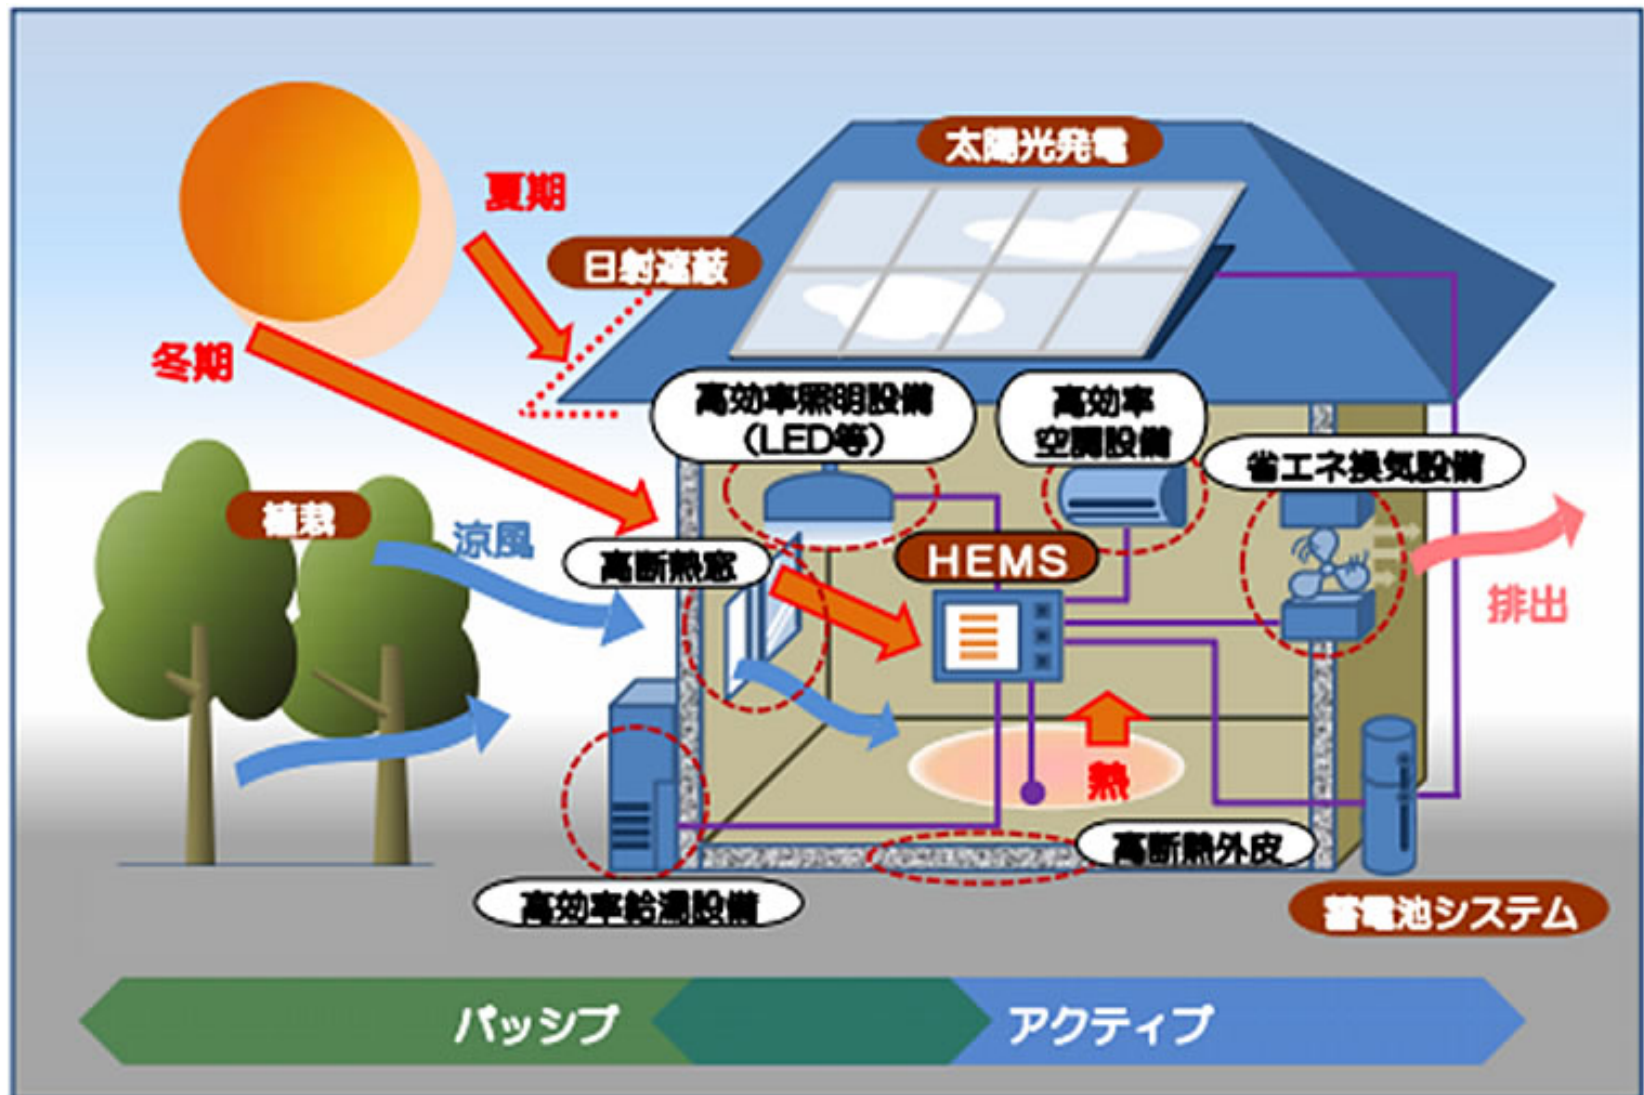 太陽光発電
夏期
日射遮蔽
冬期
高効率照明設備
（LED等）
高効率
空調設備
省エネ換気設備
植栽
涼風
高断熱窓
HEMS
排出
熱
高断熱外皮
高効率給湯設備
蓄電池システム
パッシブ
アクティブ